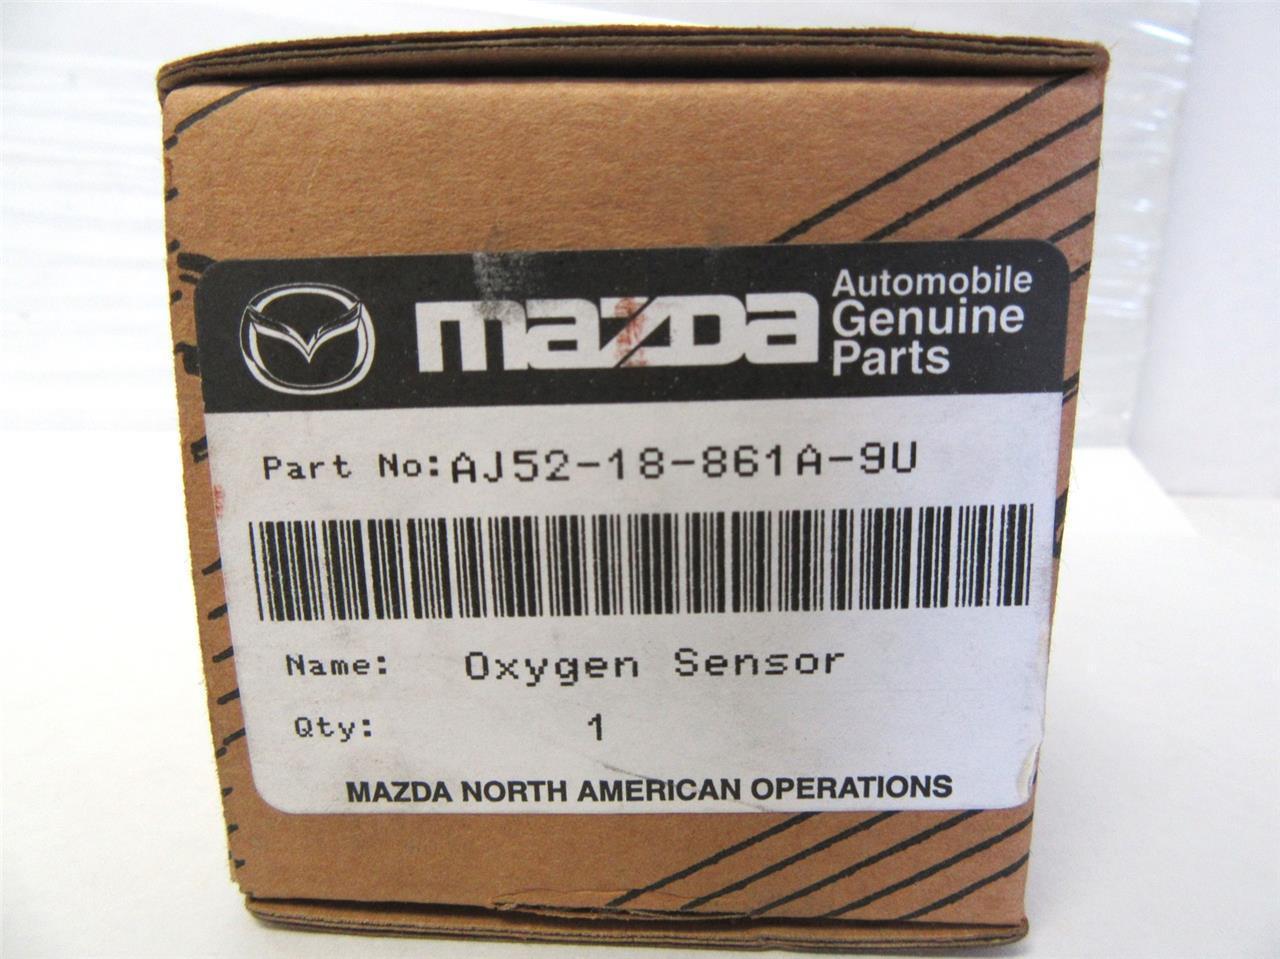 mazda
Automobile
Genuine
Parts
Part No: AJ52-18-861A-9U
Name: Oxygen Sensor
Qty: 1
MAZDA NORTH AMERICAN OPERATIONS